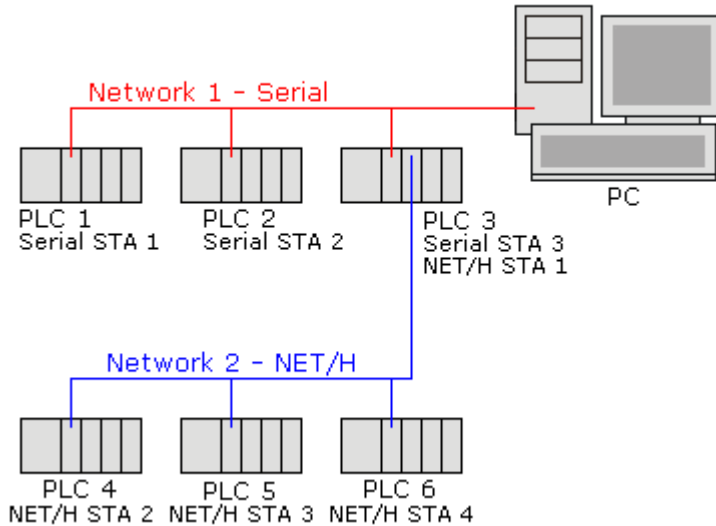 Network 1 - Serial
PLC 1
Serial STA 1
PLC 2
Serial STA 2
PLC 3
Serial STA 3
NET/H STA 1
PC
Network 2 - NET/H
PLC 4
NET/H STA 2
PLC 5
NET/H STA 3
PLC 6
NET/H STA 4